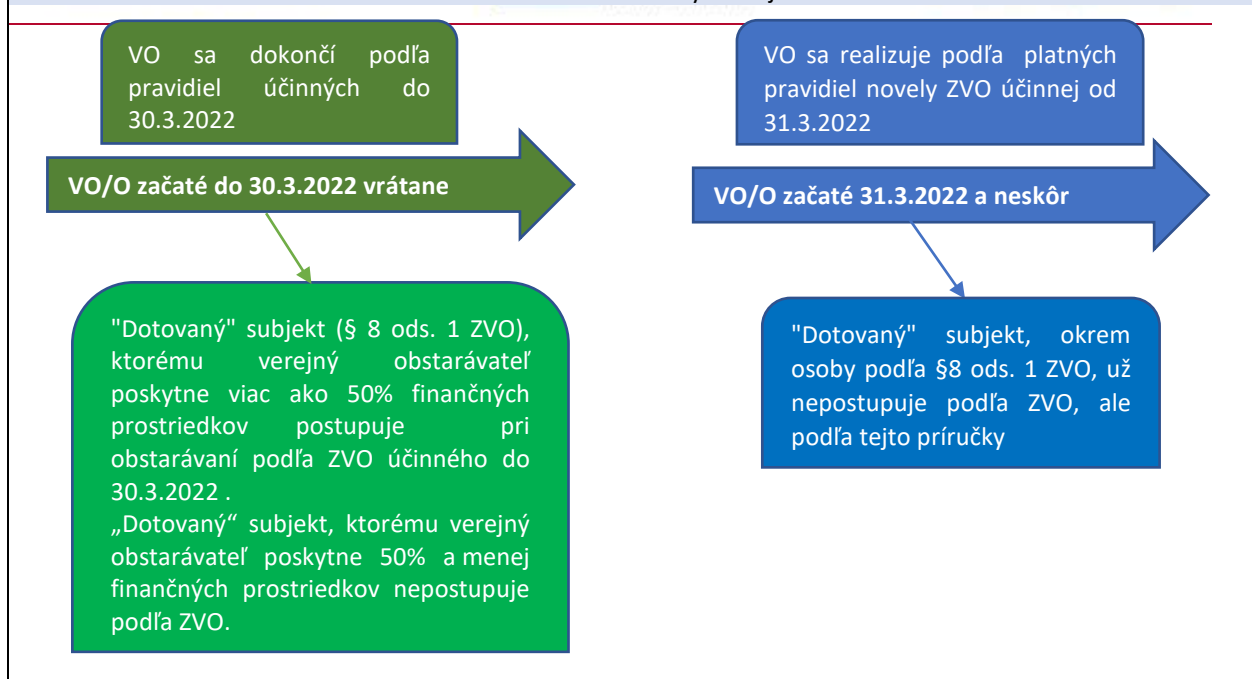 VO sa dokončí podľa
pravidiel účinných do
30.3.2022
VO/O začaté do 30.3.2022 vrátane
"Dotovaný" subjekt (§ 8 ods. 1 ZVO),
ktorému verejný obstarávateľ
poskytne viac ako 50% finančných
prostriedkov postupuje pri
obstarávaní podľa ZVO účinného do
30.3.2022 .
„Dotovaný“ subjekt, ktorému verejný
obstarávateľ poskytne 50% a menej
finančných prostriedkov nepostupuje
podľa ZVO.
VO sa realizuje podľa platných
pravidiel novely ZVO účinnej od
31.3.2022
VO/O začaté 31.3.2022 a neskôr
"Dotovaný" subjekt, okrem
osoby podľa §8 ods. 1 ZVO, už
nepostupuje podľa ZVO, ale
podľa tejto príručky